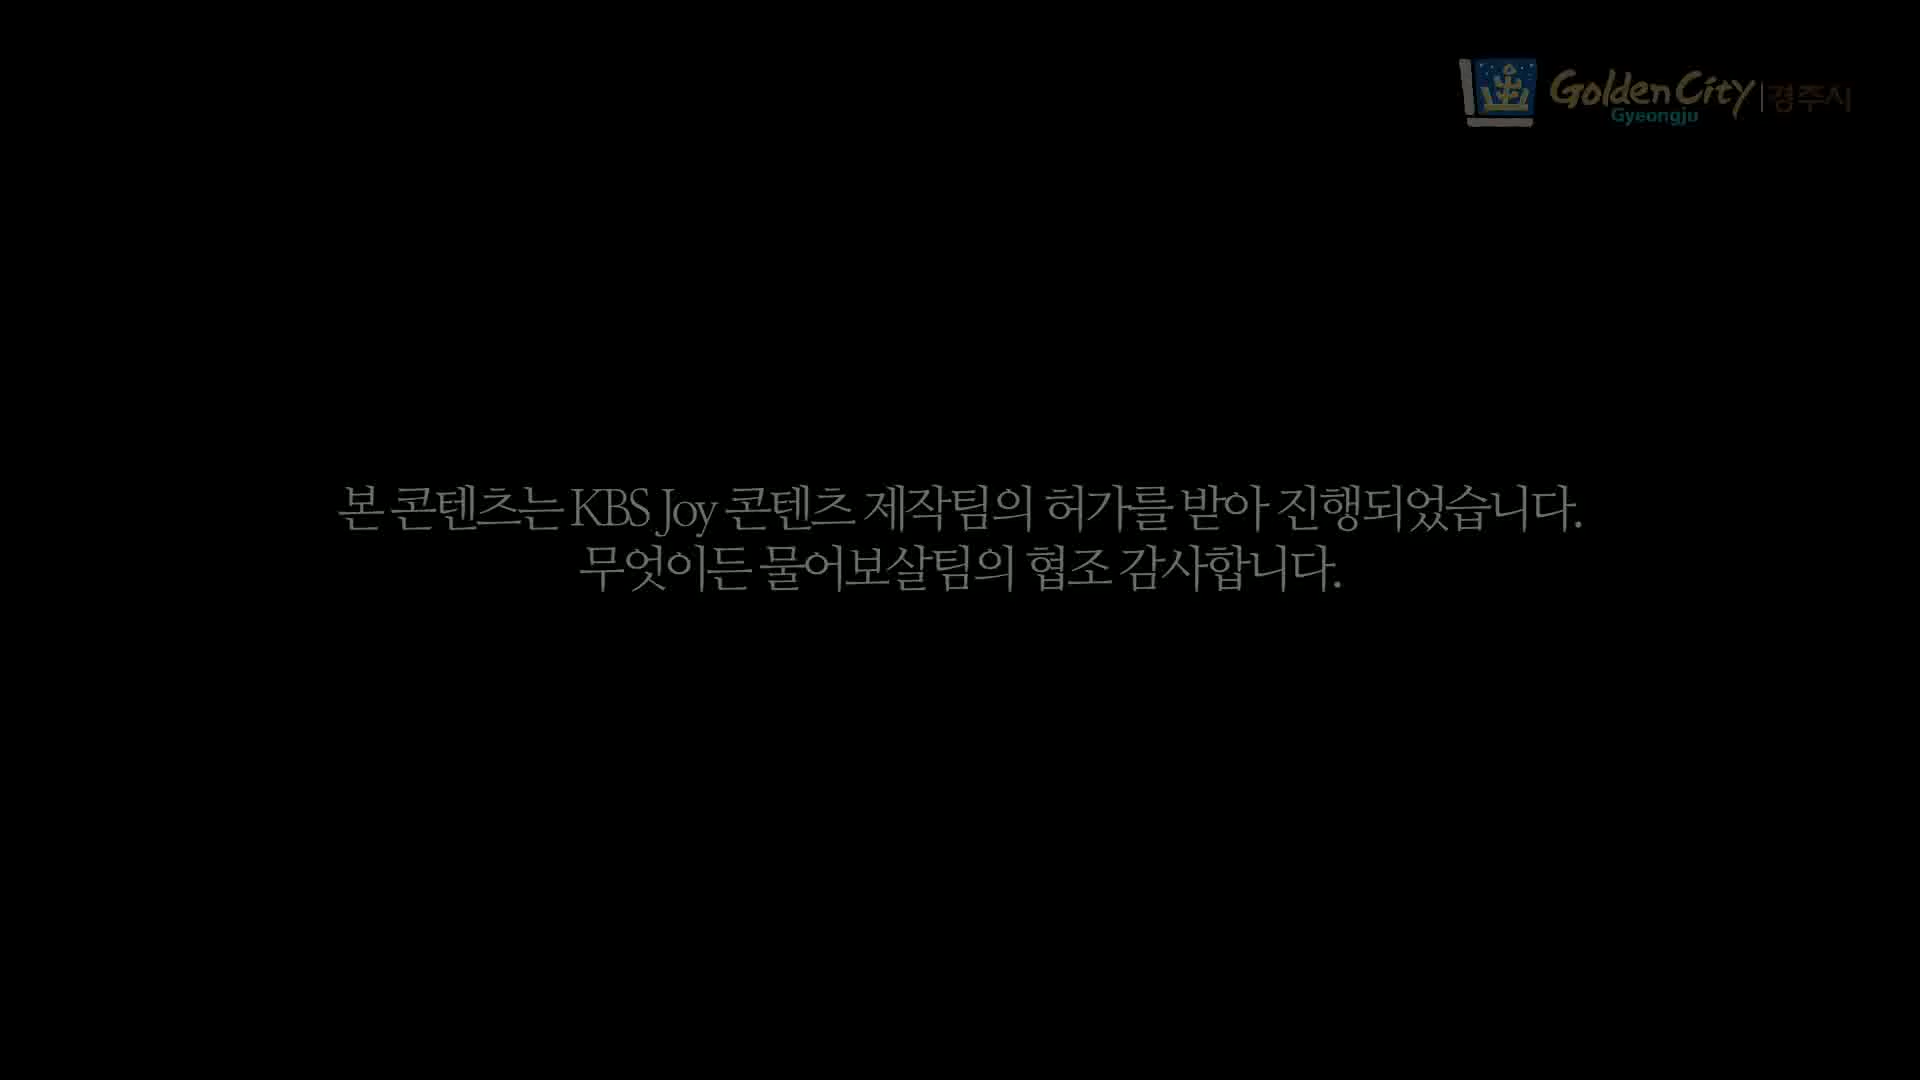 Golden City
Gyeongju
경주시
본 콘텐츠는 KBS Joy 콘텐츠 제작팀의 허가를 받아 진행되었습니다.
무엇이든 물어보살팀의 협조 감사합니다.